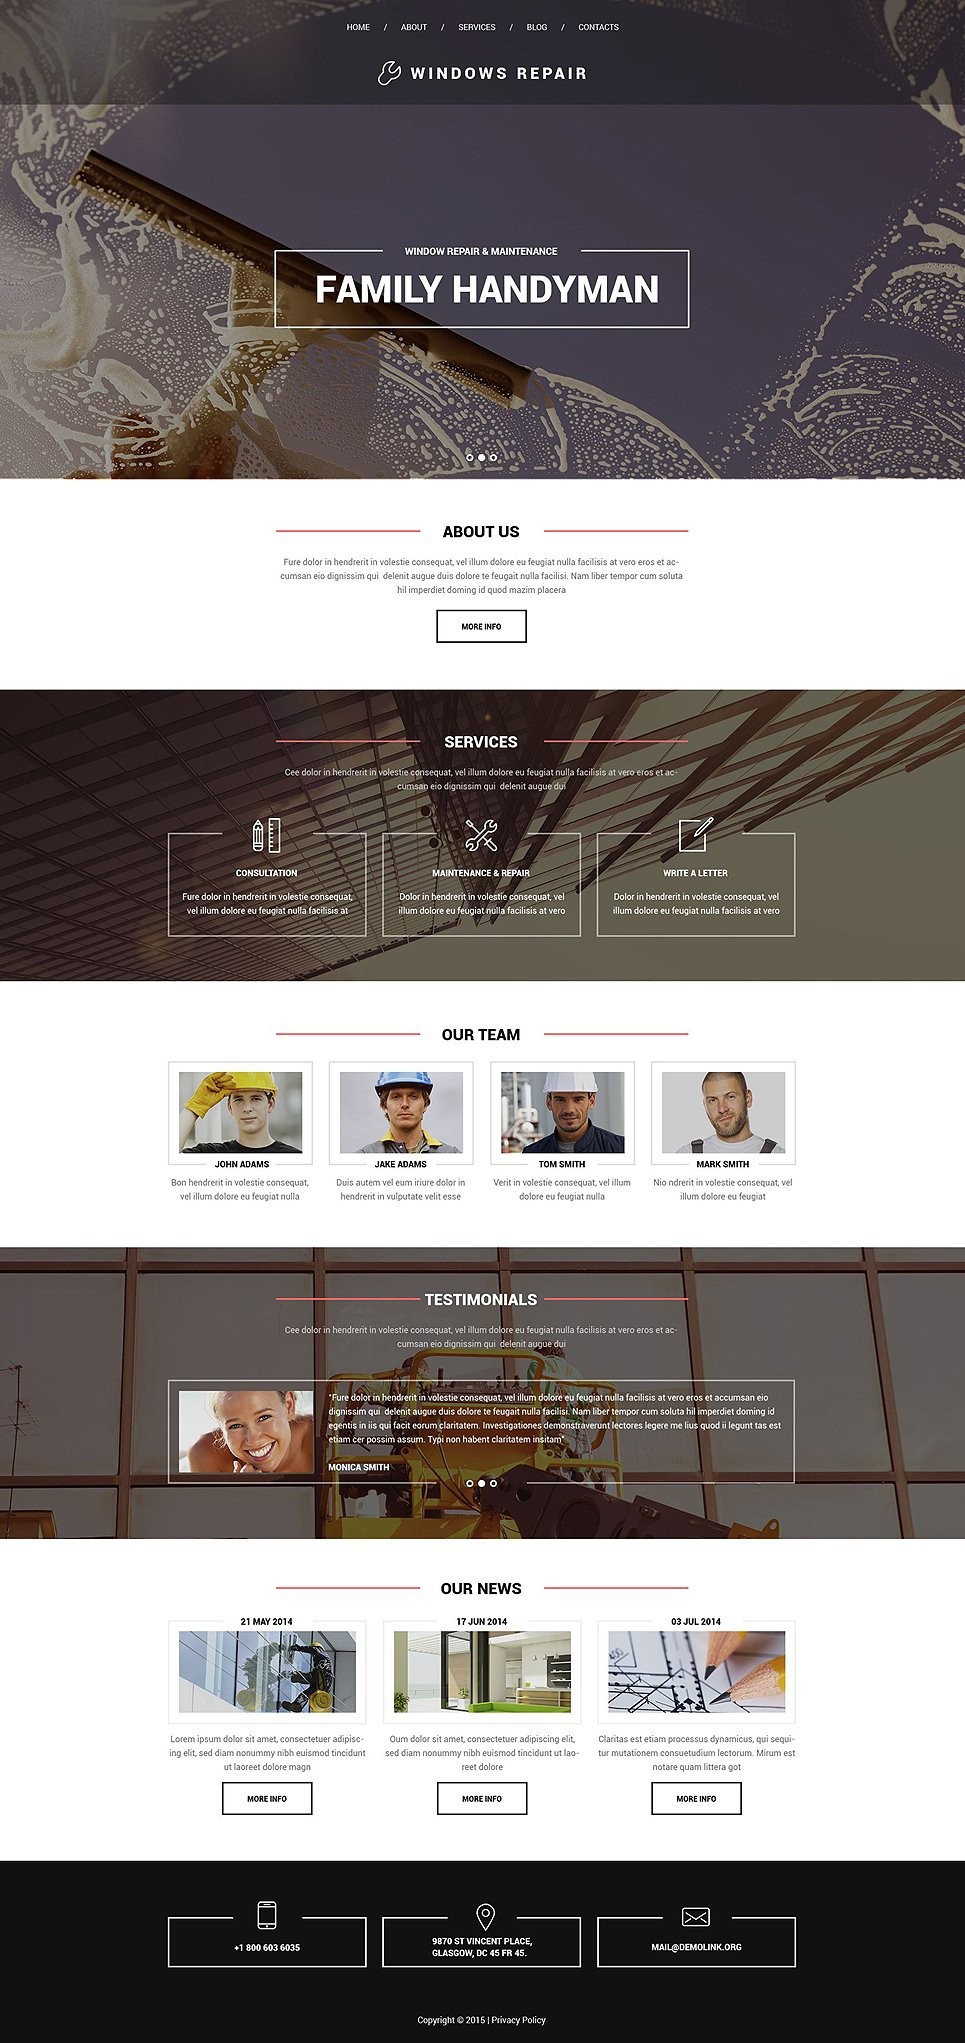 HOME / ABOUT / SERVICES / BLOG / CONTACTS
WINDOWS REPAIR
WINDOW REPAIR & MAINTENANCE
FAMILY HANDYMAN
ABOUT US
Fure dolor in hendrerit in volestie consequat, vel illum dolore eu feugiat nulla facilisis at vero eros et ac-
cumsan eio dignissim qui delenit augue duis dolore te feugait nulla facilisi. Nam liber tempor cum soluta
hil imperdiet doming id quod mazim placera
MORE INFO
SERVICES
Cee dolor in hendrerit in volestie consequat, vel illum dolore eu feugiat nulla facilisis at vero eros et ac-
cumsan eio dignissim qui delenit augue dui
CONSULTATION
Fure dolor in hendrerit in volestie consequat,
vel illum dolore eu feugiat nulla facilisis at
MAINTENANCE & REPAIR
Dolor in hendrerit in volestie consequat, vel
illum dolore eu feugiat nulla facilisis at vero
WRITE A LETTER
Dolor in hendrerit in volestie consequat, vel
illum dolore eu feugiat nulla facilisis at vero
OUR TEAM
JOHN ADAMS
Bon hendrerit in volestie consequat,
vel illum dolore eu feugiat nulla
JAKE ADAMS
Duis autem vel eum iriure dolor in
hendrerit in vulputate velit esse
TOM SMITH
Verit in volestie consequat, vel illum
dolore eu feugiat nulla
MARK SMITH
Nio ndrerit in volestie consequat, vel
illum dolore eu feugiat
TESTIMONIALS
Cee dolor in hendrerit in volestie consequat, vel illum dolore eu feugiat nulla facilisis at vero eros et ac-
cumsan eio dignissim qui delenit augue dui
"Fure dolor in hendrerit in volestie consequat, vel illum dolore eu feugiat nulla facilisis at vero eros et accumsan eio
dignissim qui delenit augue duis dolore te feugait nulla facilisi. Nam liber tempor cum soluta hil imperdiet doming id
egentis in iis qui facit eorum claritatem. Investigationes demonstraverunt lectores legere me lius quod ii legunt tas est
etiam cer possim assum. Typi non habent claritatem insitam"
MONICA SMITH
OUR NEWS
21 MAY 2014
Lorem ipsum dolor sit amet, consectetuer adipisc-
ing elit, sed diam nonummy nibh euismod tincidunt
ut laoreet dolore magn
MORE INFO
17 JUN 2014
Oum dolor sit amet, consectetuer adipiscing elit,
sed diam nonummy nibh euismod tincidunt ut lao-
reet dolore
MORE INFO
03 JUL 2014
Claritas est etiam processus dynamicus, qui sequi-
tur mutationem consuetudium lectorum. Mirum est
notare quam littera got
MORE INFO
+1 800 603 6035
9870 ST VINCENT PLACE,
GLASGOW, DC 45 FR 45.
MAIL@DEMOLINK.ORG
Copyright © 2015 | Privacy Policy